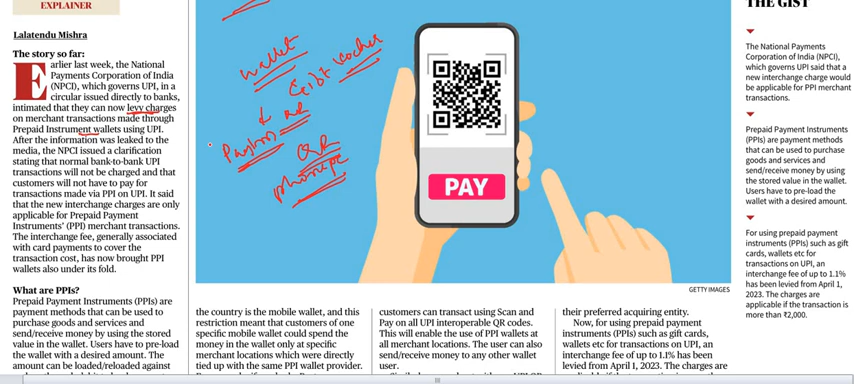 EXPLAINER
Lalatendu Mishra
The story so far:
Earlier last week, the National
Payments Corporation of India
(NPCI), which governs UPI, in a
circular issued directly to banks,
intimated that they can now levy charges
on merchant transactions made through
Prepaid Instrument wallets using UPI.
After the information was leaked to the
media, the NPCI issued a clarification
stating that normal bank-to-bank UPI
transactions will not be charged and that
customers will not have to pay for
transactions made via PPI on UPI. It said
that the new interchange charges are only
applicable for Prepaid Payment
Instruments' (PPI) merchant transactions.
The interchange fee, generally associated
with card payments to cover the
transaction cost, has now brought PPI
wallets also under its fold.
What are PPIs?
Prepaid Payment Instruments (PPIs) are
payment methods that can be used to
purchase goods and services and
send/receive money by using the stored
value in the wallet. Users have to pre-load
the wallet with a desired amount. The
amount can be loaded/reloaded against
wallet
Paytm
QR
phonepe
PAY
GETTY IMAGES
the country is the mobile wallet, and this
restriction meant that customers of one
specific mobile wallet could spend the
money in the wallet only at specific
merchant locations which were directly
tied up with the same PPI wallet provider.
customers can transact using Scan and
Pay on all UPI interoperable QR codes.
This will enable the use of PPI wallets at
all merchant locations. The user can also
send/receive money to any other wallet
user.
their preferred acquiring entity.
Now, for using prepaid payment
instruments (PPIs) such as gift cards,
wallets etc for transactions on UPI, an
interchange fee of up to 1.1% has been
levied from April 1, 2023. The charges are
THE GIST
The National Payments
Corporation of India (NPCI),
which governs UPI said that a
new interchange charge would
be applicable for PPI merchant
transactions.
Prepaid Payment Instruments
(PPIs) are payment methods
that can be used to purchase
goods and services and
send/receive money by using
the stored value in the wallet.
Users have to pre-load the
wallet with a desired amount.
For using prepaid payment
instruments (PPIs) such as gift
cards, wallets etc for
transactions on UPI, an
interchange fee of up to 1.1%
has been levied from April 1,
2023. The charges are
applicable if the transaction is
more than ₹2,000.